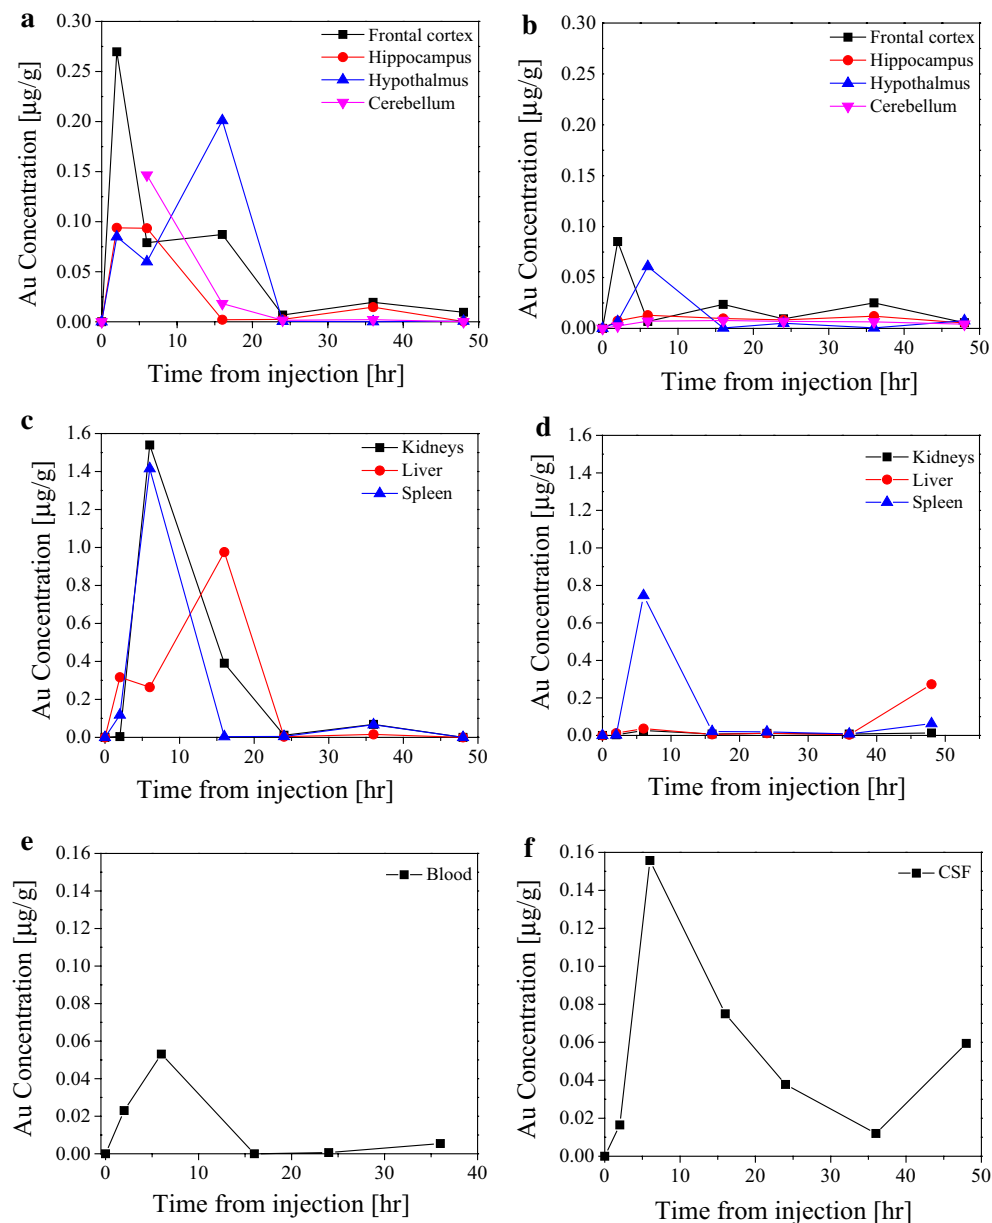 a
0.30
0.25
0.20
0.15
0.10
0.05
0.00
Au Concentration [µg/g]
Frontal cortex
Hippocampus
Hypothalmus
Cerebellum
0 10 20 30 40 50
Time from injection [hr]
b
0.30
0.25
0.20
0.15
0.10
0.05
0.00
Au Concentration [µg/g]
Frontal cortex
Hippocampus
Hypothalmus
Cerebellum
0 10 20 30 40 50
Time from injection [hr]
c
1.6
1.4
1.2
1.0
0.8
0.6
0.4
0.2
0.0
Au Concentration [µg/g]
Kidneys
Liver
Spleen
0 10 20 30 40 50
Time from injection [hr]
d
1.6
1.4
1.2
1.0
0.8
0.6
0.4
0.2
0.0
Au Concentration [µg/g]
Kidneys
Liver
Spleen
0 10 20 30 40 50
Time from injection [hr]
e
0.16
0.14
0.12
0.10
0.08
0.06
0.04
0.02
0.00
Au Concentration [µg/g]
Blood
0 10 20 30 40
Time from injection [hr]
f
0.16
0.14
0.12
0.10
0.08
0.06
0.04
0.02
0.00
Au Concentration [µg/g]
CSF
0 10 20 30 40 50
Time from injection [hr]